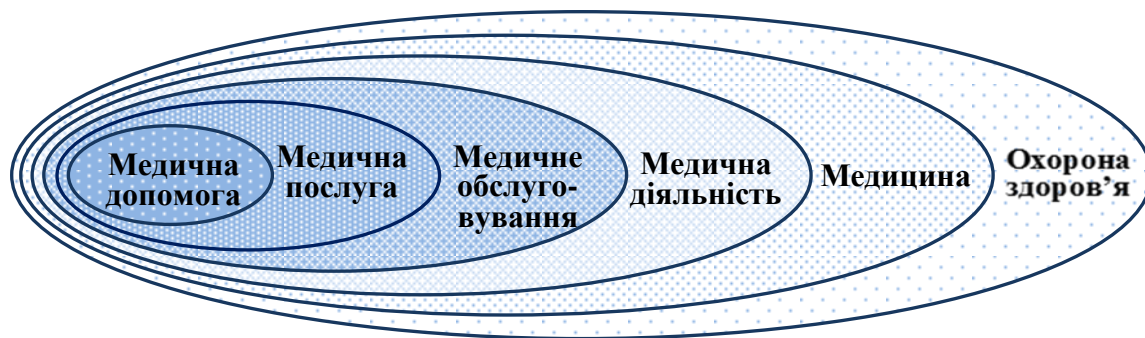 Медична
допомога
Медична
послуга
Медичне
обслуго-
вування
Медична
діяльність
Медицина
Охорона
здоров’я